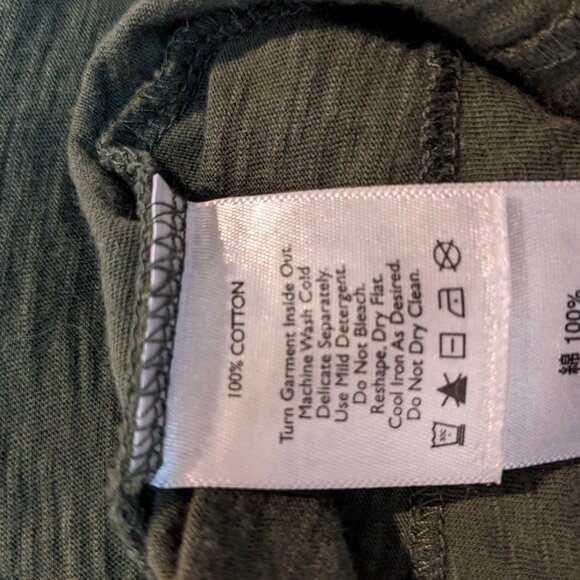 100% COTTON
Turn Garment Inside Out.
Machine Wash Cold
Delicate Separately.
Use Mild Detergent.
Do Not Bleach.
Reshape, Dry Flat
Cool Iron As Desired.
Do Not Dry Clean.
綿 100%